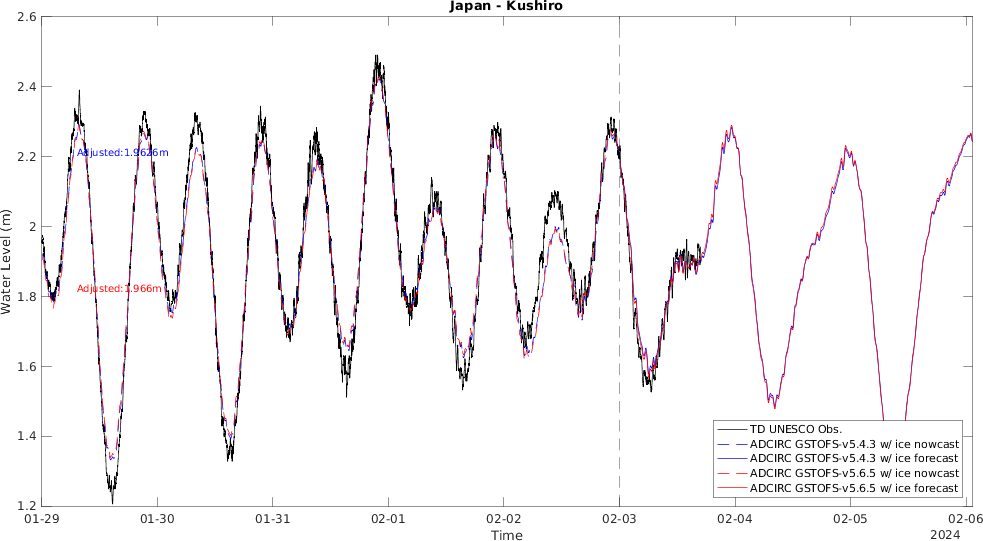 Japan - Kushiro
2.6
2.4
2.2
2
1.8
1.6
1.4
1.2
Water Level (m)
Adjusted:1.9626m
Adjusted:1.966m
TD UNESCO Obs.
ADCIRC GSTOFS-v5.4.3 w/ ice nowcast
ADCIRC GSTOFS-v5.4.3 w/ ice forecast
ADCIRC GSTOFS-v5.6.5 w/ ice nowcast
ADCIRC GSTOFS-v5.6.5 w/ ice forecast
01-29 01-30 01-31 02-01 02-02 02-03 02-04 02-05 02-06
Time
2024